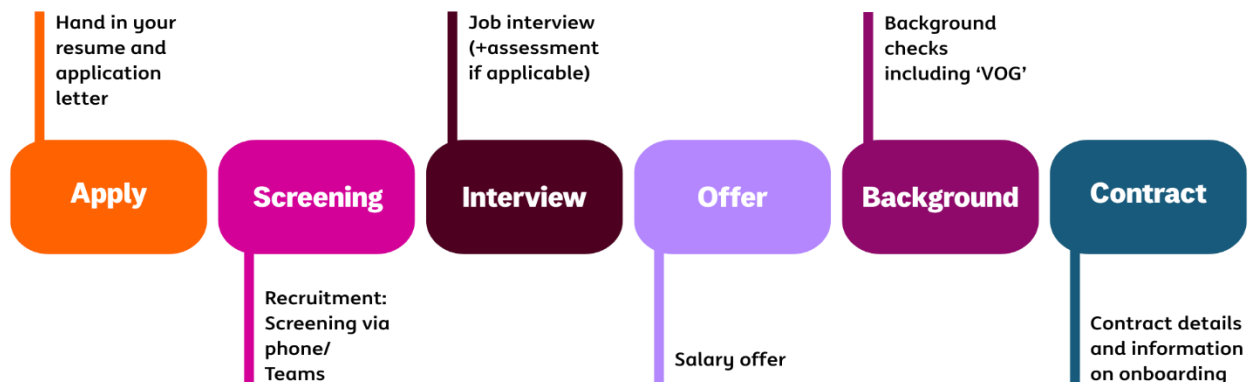 Hand in your
resume and
application
letter
Job interview
(+assessment
if applicable)
Background
checks
including ‘VOG’
Apply
Screening
Interview
Offer
Background
Contract
Recruitment:
Screening via
phone/
Teams
Salary offer
Contract details
and information
on onboarding